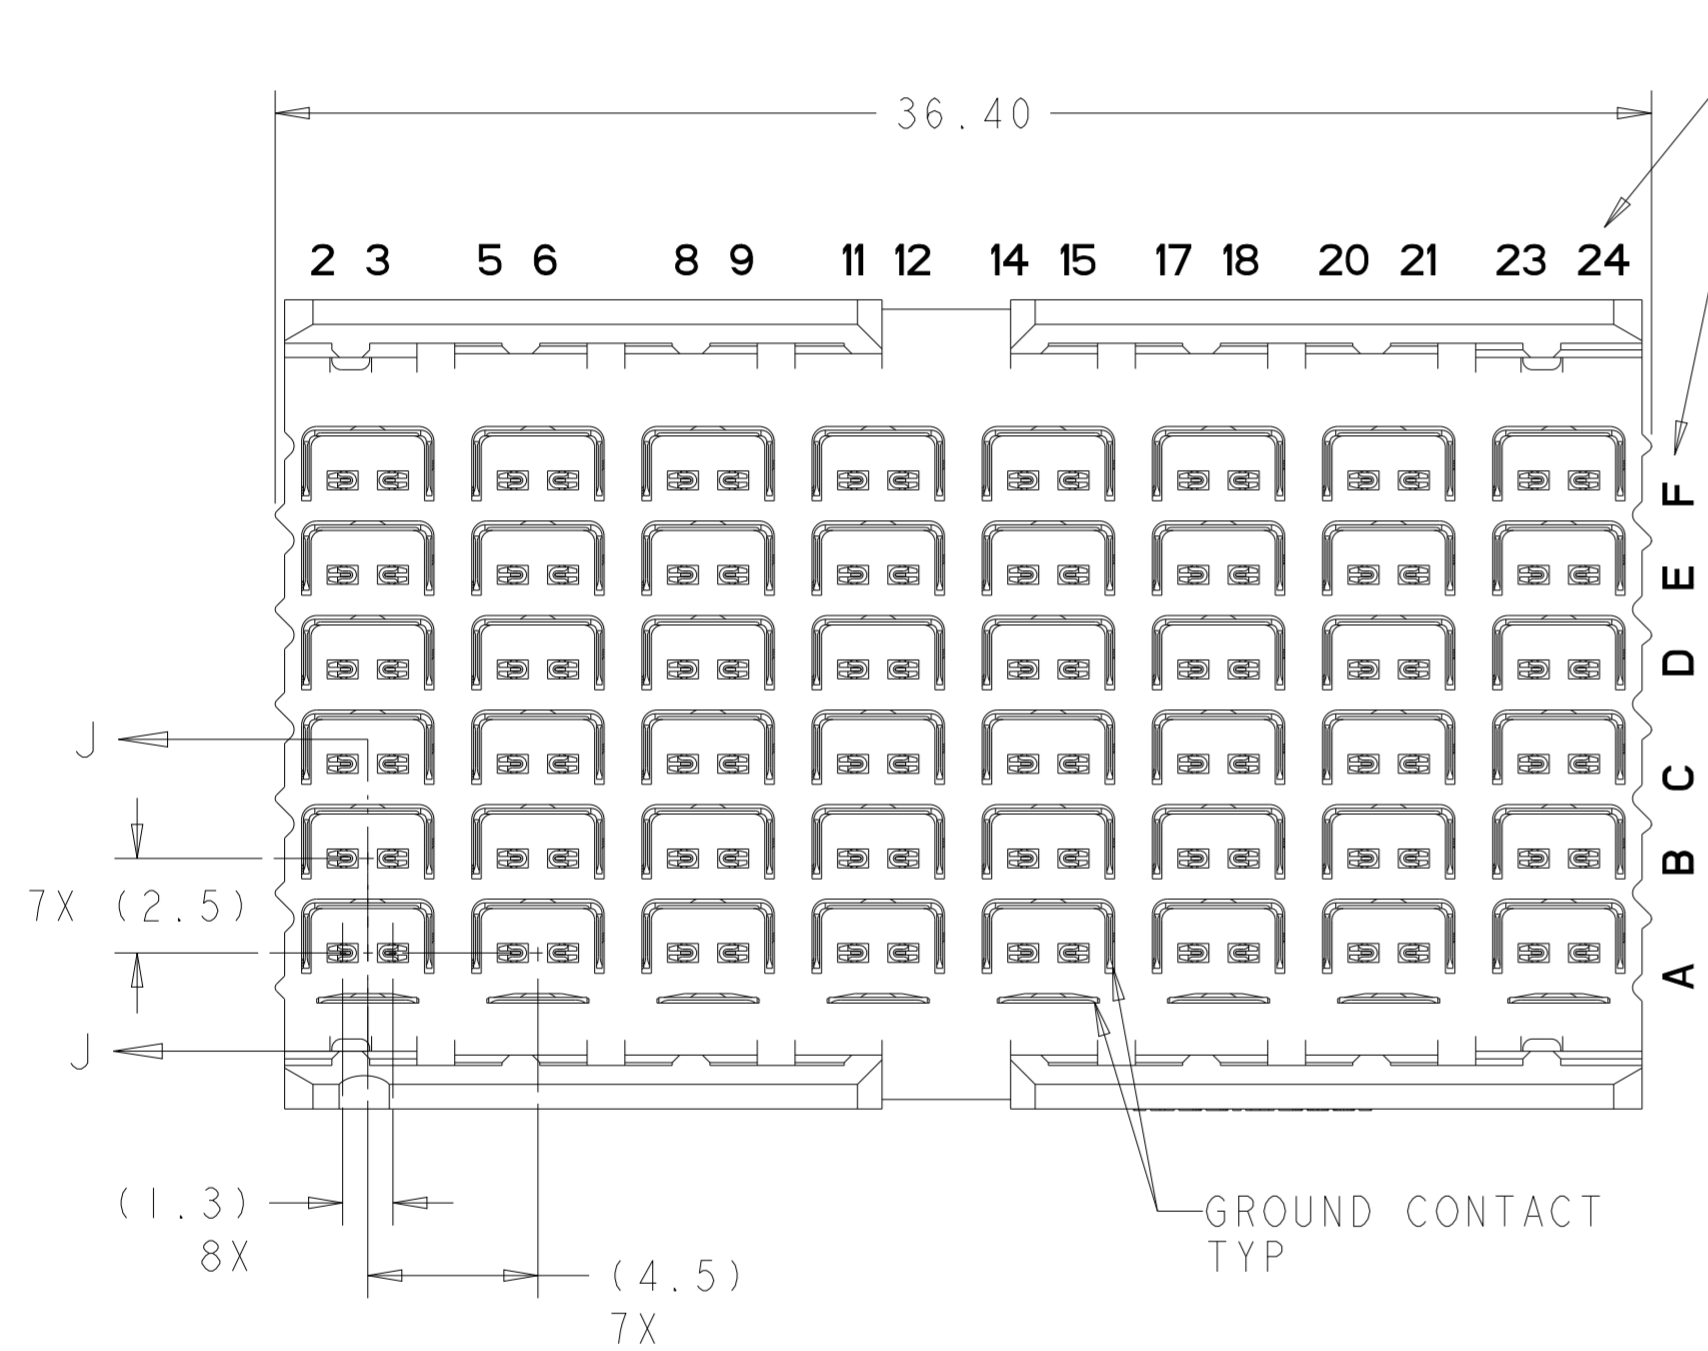 36.40
2 3 5 6 8 9 11 12 14 15 17 18 20 21 23 24
F
E
D
J
C
B
7X (2.5)
A
J
(1.3)
8X
GROUND CONTACT
TYP
(4.5)
7X